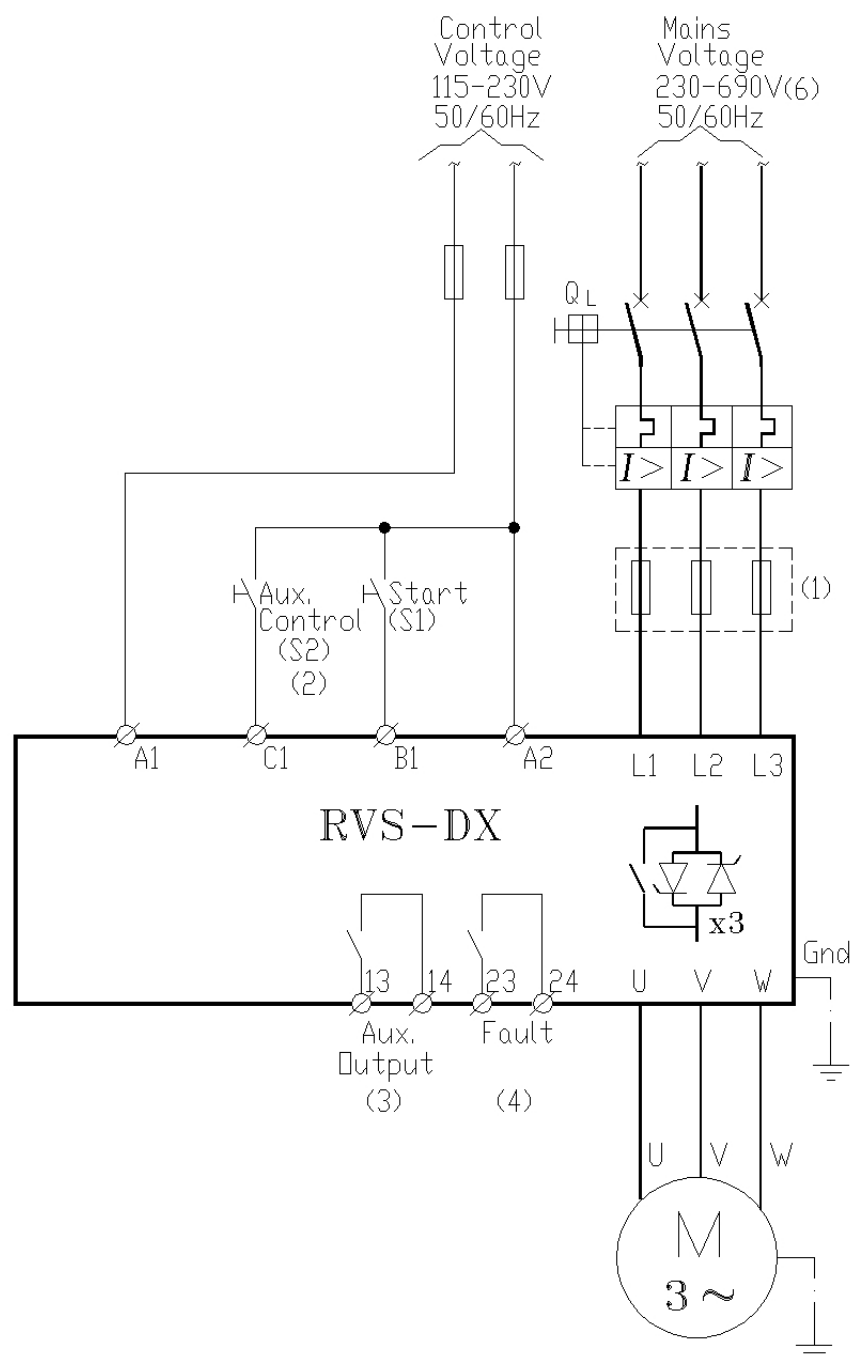 Control
Voltage
115-230V
50/60Hz
Mains
Voltage
230-690V(6)
50/60Hz
QL
I> I> I>
(1)
Aux.
Control
(S2)
(2)
Start
(S1)
A1 C1 B1 A2 L1 L2 L3
RVS-DX
x3
Gnd
13 14 23 24 U V W
Aux.
Output
(3)
Fault
(4)
U V W
M
3~